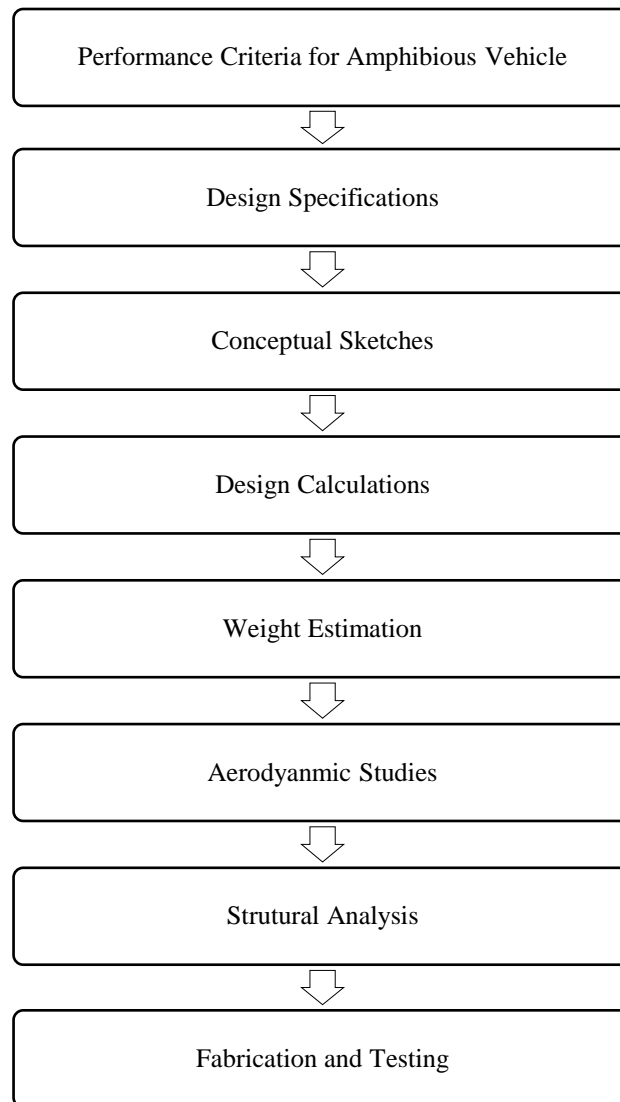 Performance Criteria for Amphibious Vehicle
Design Specifications
Conceptual Sketches
Design Calculations
Weight Estimation
Aerodyanmic Studies
Strutural Analysis
Fabrication and Testing